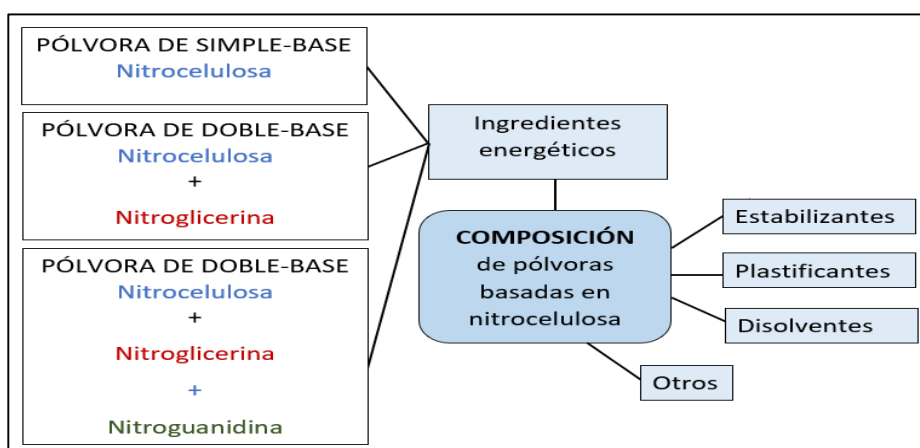 PÓLVORA DE SIMPLE-BASE
Nitrocelulosa
PÓLVORA DE DOBLE-BASE
Nitrocelulosa
+
Nitroglicerina
PÓLVORA DE DOBLE-BASE
Nitrocelulosa
+
Nitroglicerina
+
Nitroguanidina
Ingredientes
energéticos
COMPOSICIÓN
de pólvoras
basadas en
nitrocelulosa
Estabilizantes
Plastificantes
Disolventes
Otros